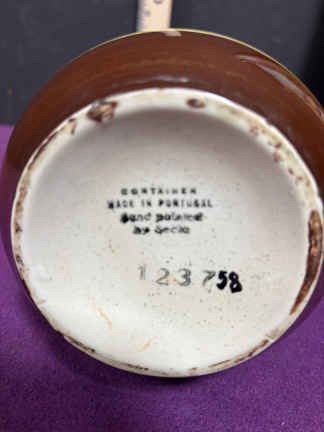 CONTAINER
MADE IN PORTUGAL
Hand painted
by Secla
123758